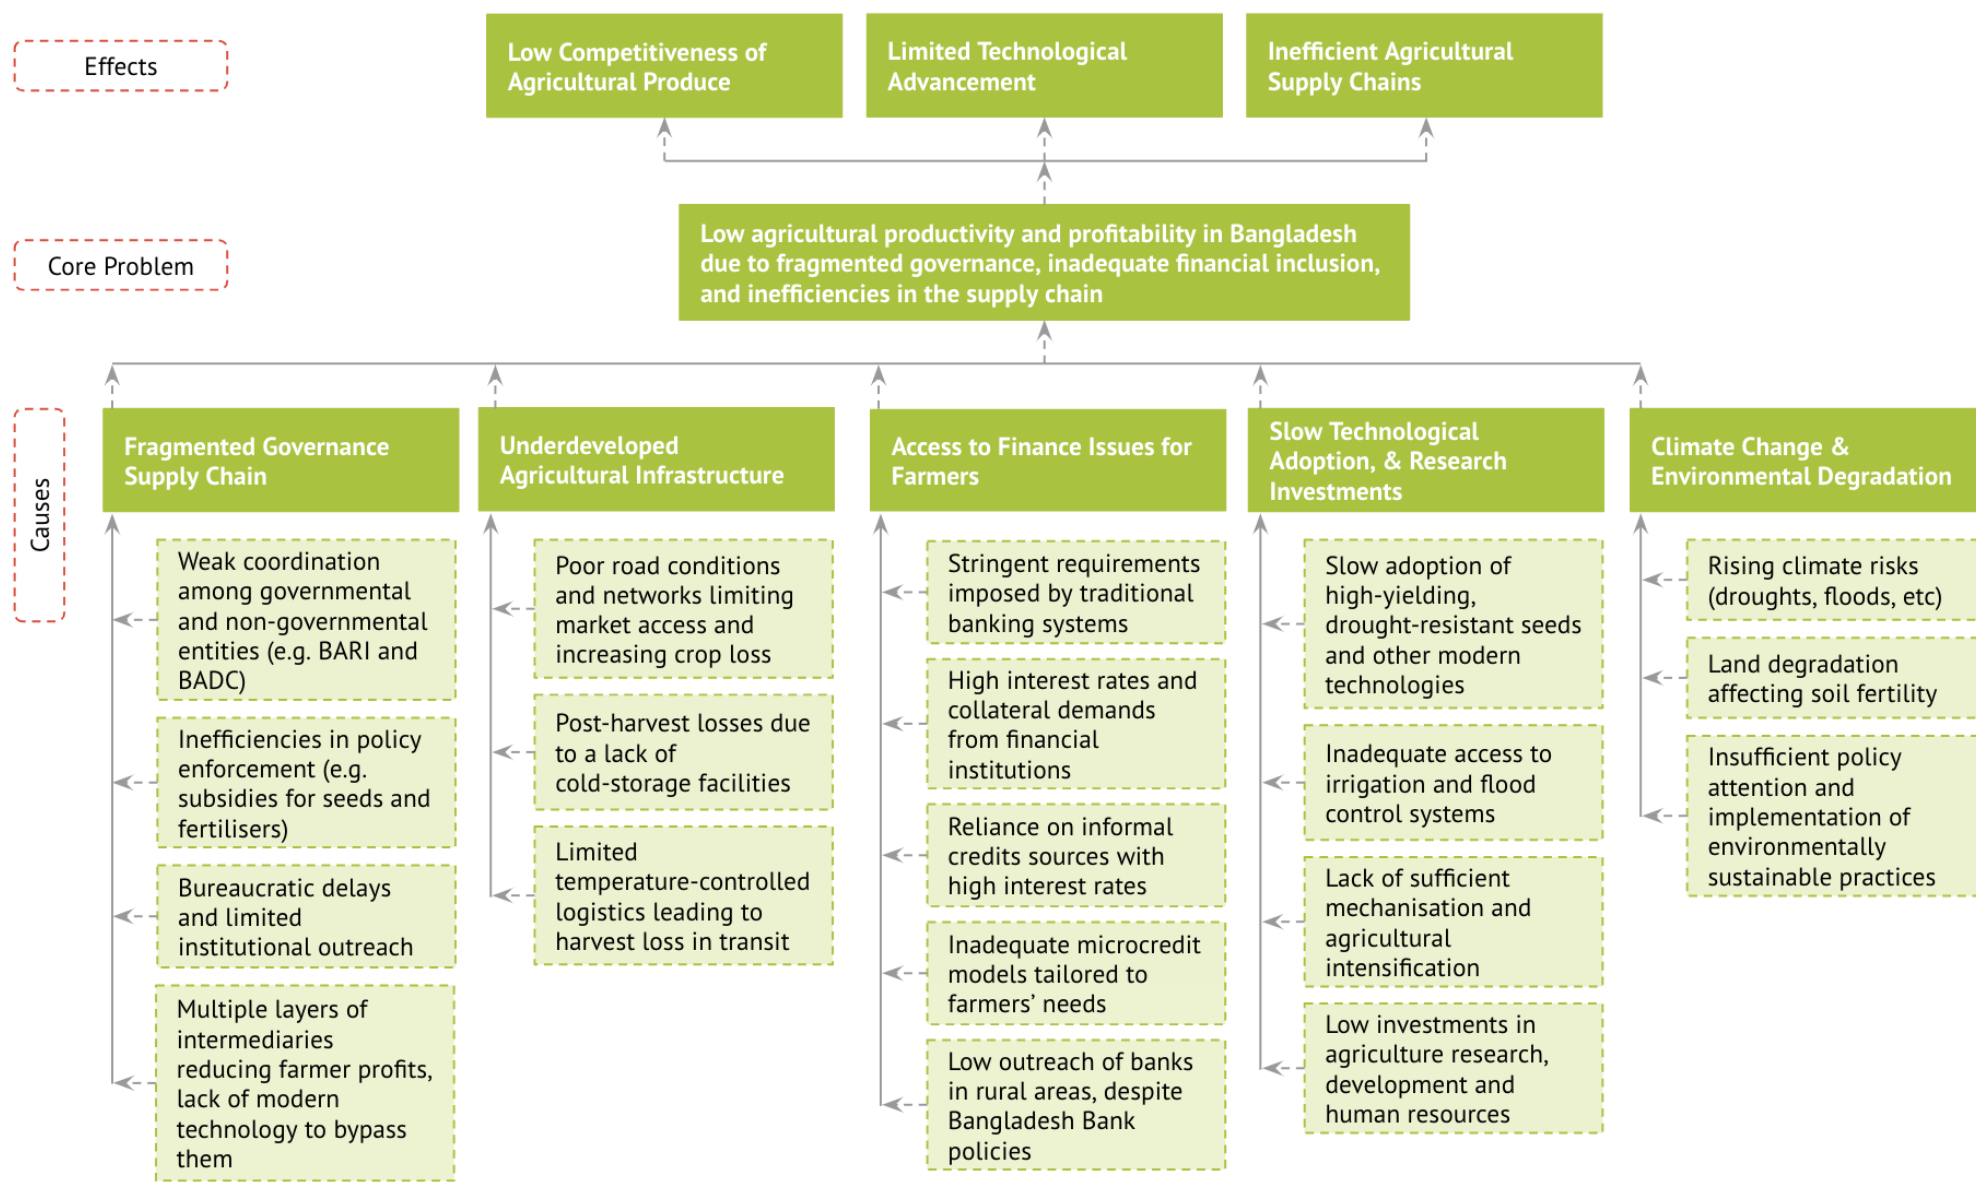 Effects
Low Competitiveness of
Agricultural Produce
Limited Technological
Advancement
Inefficient Agricultural
Supply Chains
Core Problem
Low agricultural productivity and profitability in Bangladesh
due to fragmented governance, inadequate financial inclusion,
and inefficiencies in the supply chain
Causes
Fragmented Governance
Supply Chain
Weak coordination
among governmental
and non-governmental
entities (e.g. BARI and
BADC)
Inefficiencies in policy
enforcement (e.g.
subsidies for seeds and
fertilisers)
Bureaucratic delays
and limited
institutional outreach
Multiple layers of
intermediaries
reducing farmer profits,
lack of modern
technology to bypass
them
Underdeveloped
Agricultural Infrastructure
Poor road conditions
and networks limiting
market access and
increasing crop loss
Post-harvest losses due
to a lack of
cold-storage facilities
Limited
temperature-controlled
logistics leading to
harvest loss in transit
Access to Finance Issues for
Farmers
Stringent requirements
imposed by traditional
banking systems
High interest rates and
collateral demands
from financial
institutions
Reliance on informal
credits sources with
high interest rates
Inadequate microcredit
models tailored to
farmers’ needs
Low outreach of banks
in rural areas, despite
Bangladesh Bank
policies
Slow Technological
Adoption, & Research
Investments
Slow adoption of
high-yielding,
drought-resistant seeds
and other modern
technologies
Inadequate access to
irrigation and flood
control systems
Lack of sufficient
mechanisation and
agricultural
intensification
Low investments in
agriculture research,
development and
human resources
Climate Change &
Environmental Degradation
Rising climate risks
(droughts, floods, etc)
Land degradation
affecting soil fertility
Insufficient policy
attention and
implementation of
environmentally
sustainable practices